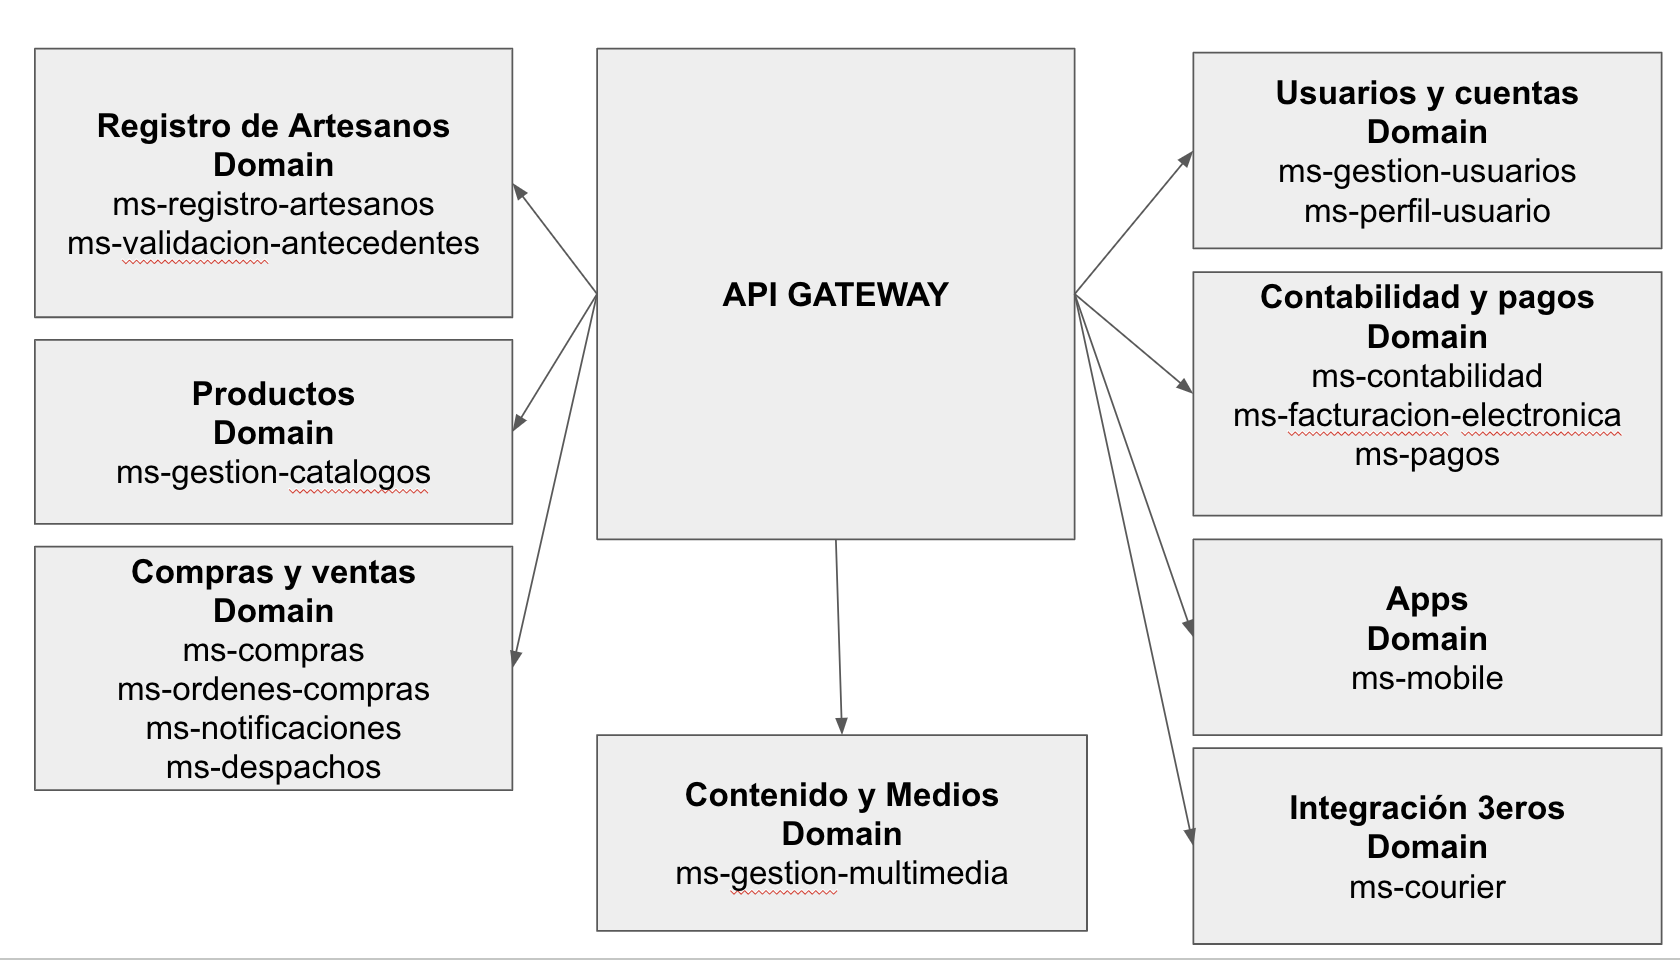 Registro de Artesanos
Domain
ms-registro-artesanos
ms-validacion-antecedentes
Productos
Domain
ms-gestion-catalogos
Compras y ventas
Domain
ms-compras
ms-ordenes-compras
ms-notificaciones
ms-despachos
API GATEWAY
Contenido y Medios
Domain
ms-gestion-multimedia
Usuarios y cuentas
Domain
ms-gestion-usuarios
ms-perfil-usuario
Contabilidad y pagos
Domain
ms-contabilidad
ms-facturacion-electronica
ms-pagos
Apps
Domain
ms-mobile
Integración 3eros
Domain
ms-courier